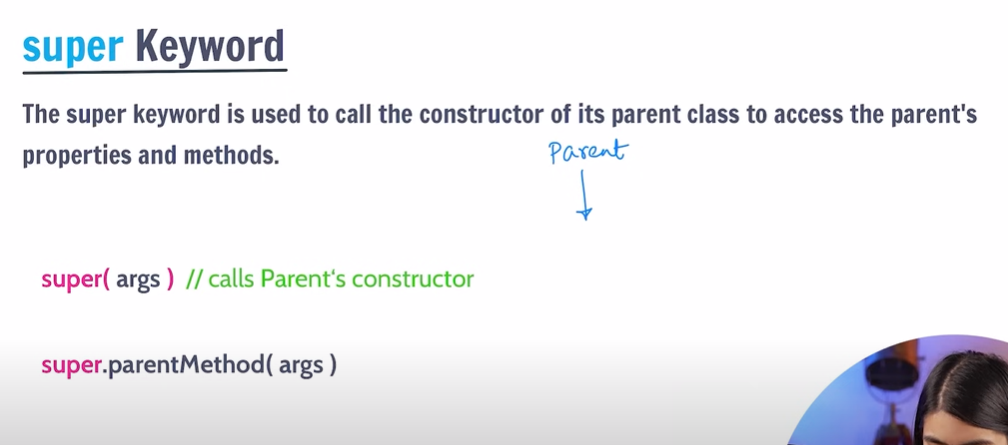 super Keyword
The super keyword is used to call the constructor of its parent class to access the parent's
properties and methods.
Parent
super( args ) // calls Parent's constructor
super.parentMethod( args )